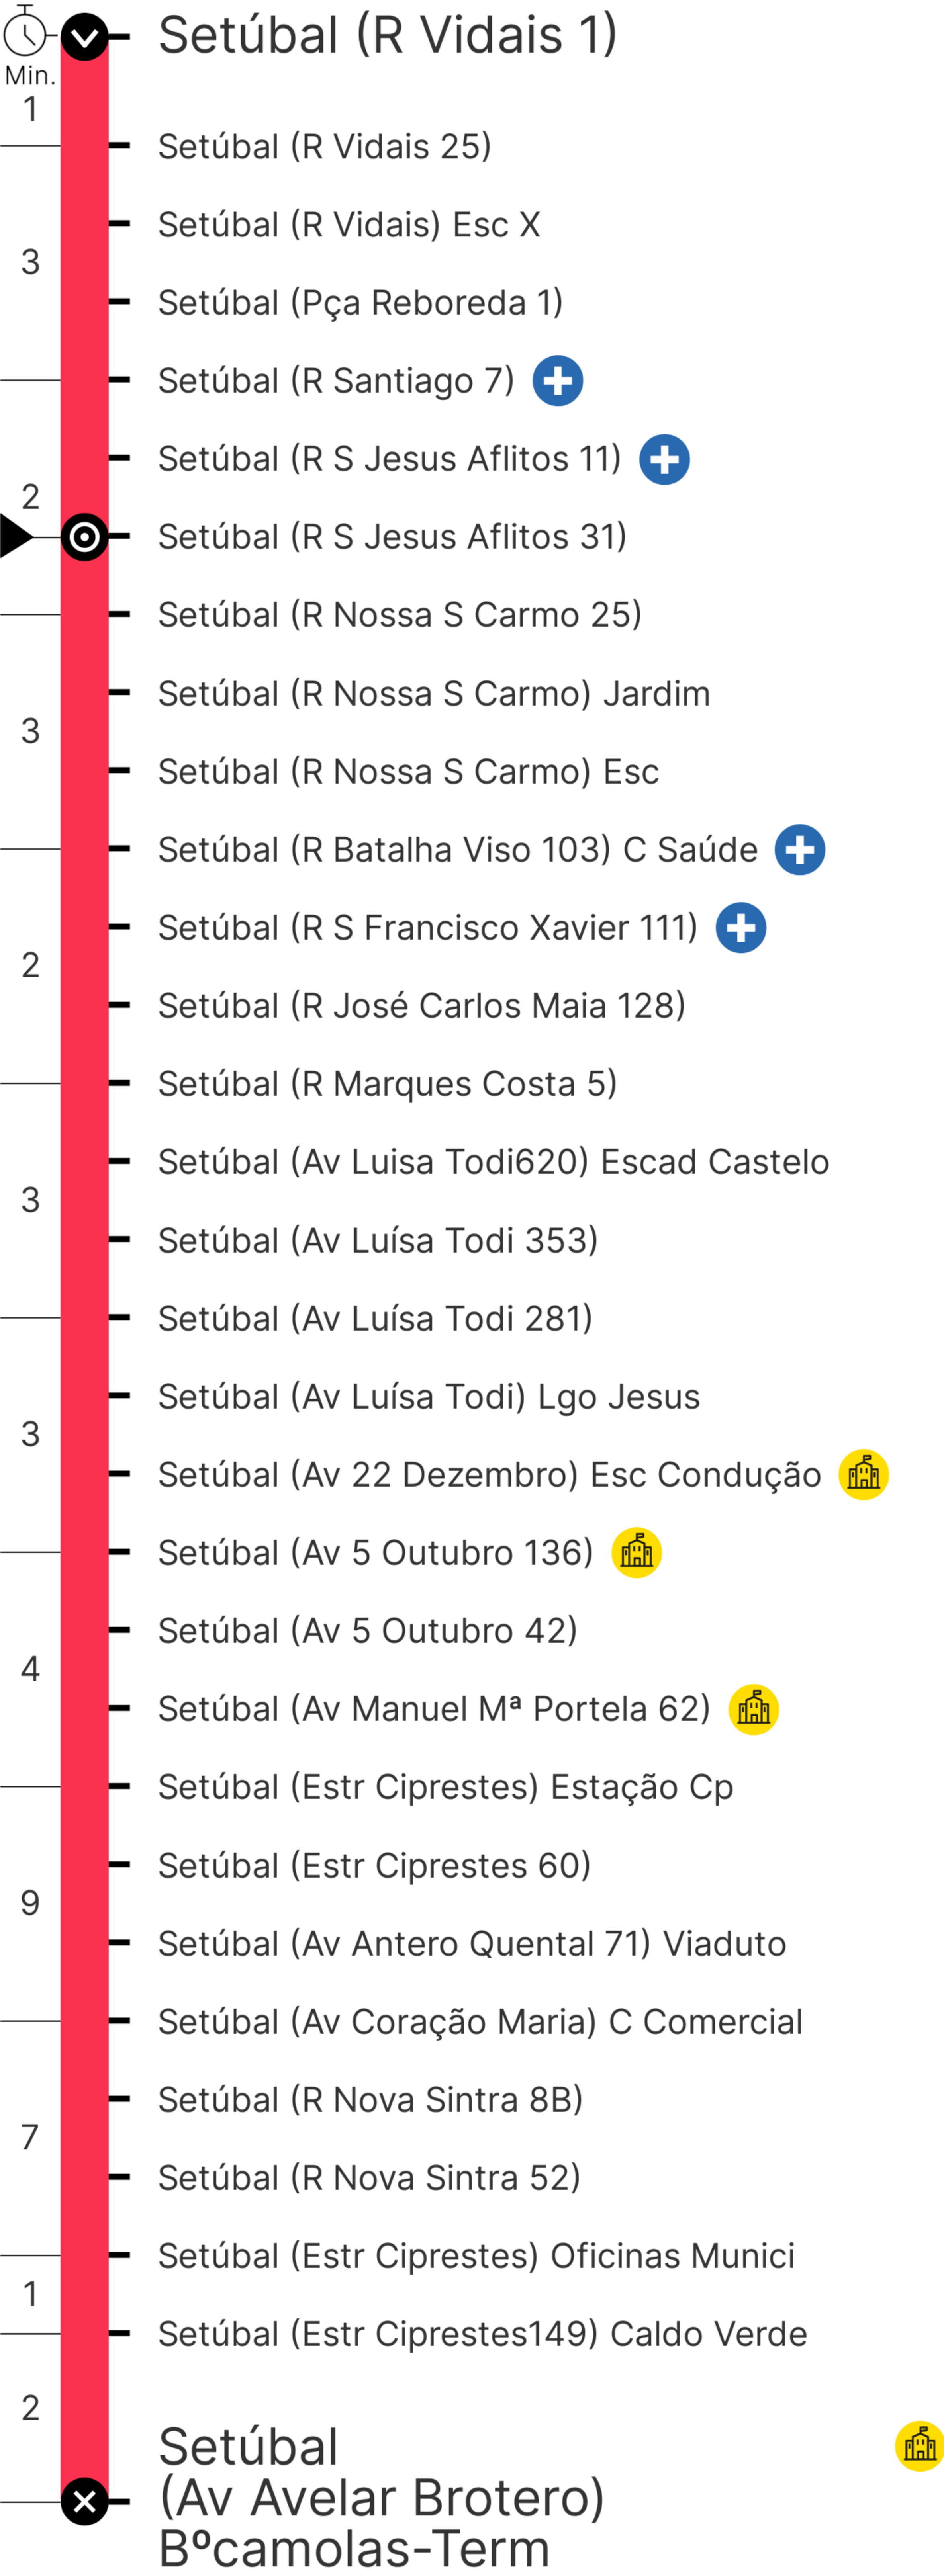 Setúbal (R Vidais 1)
Min.
1
Setúbal (R Vidais 25)
Setúbal (R Vidais) Esc X
3
Setúbal (Pça Reboreda 1)
Setúbal (R Santiago 7)
Setúbal (R S Jesus Aflitos 11)
2
Setúbal (R S Jesus Aflitos 31)
Setúbal (R Nossa S Carmo 25)
Setúbal (R Nossa S Carmo) Jardim
3
Setúbal (R Nossa S Carmo) Esc
Setúbal (R Batalha Viso 103) C Saúde
Setúbal (R S Francisco Xavier 111)
2
Setúbal (R José Carlos Maia 128)
Setúbal (R Marques Costa 5)
Setúbal (Av Luisa Todi620) Escad Castelo
3
Setúbal (Av Luísa Todi 353)
Setúbal (Av Luísa Todi 281)
Setúbal (Av Luísa Todi) Lgo Jesus
3
Setúbal (Av 22 Dezembro) Esc Condução
Setúbal (Av 5 Outubro 136)
Setúbal (Av 5 Outubro 42)
4
Setúbal (Av Manuel Mª Portela 62)
Setúbal (Estr Ciprestes) Estação Cp
Setúbal (Estr Ciprestes 60)
9
Setúbal (Av Antero Quental 71) Viaduto
Setúbal (Av Coração Maria) C Comercial
Setúbal (R Nova Sintra 8B)
7
Setúbal (R Nova Sintra 52)
Setúbal (Estr Ciprestes) Oficinas Munici
1
Setúbal (Estr Ciprestes149) Caldo Verde
2
Setúbal
(Av Avelar Brotero)
Bºcamolas-Term